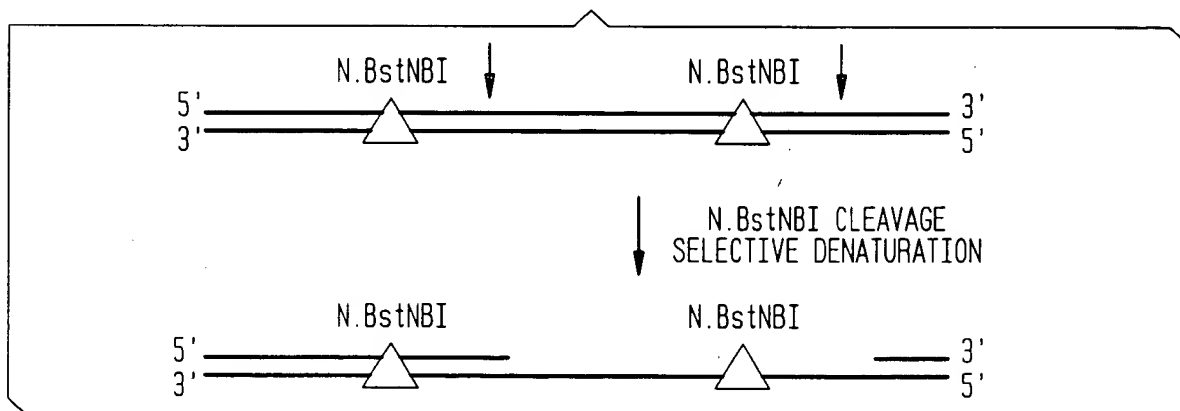 N.BstNBI N.BstNBI
5' 3'
3' 5'
N.BstNBI CLEAVAGE
SELECTIVE DENATURATION
N.BstNBI N.BstNBI
5' 3'
3' 5'